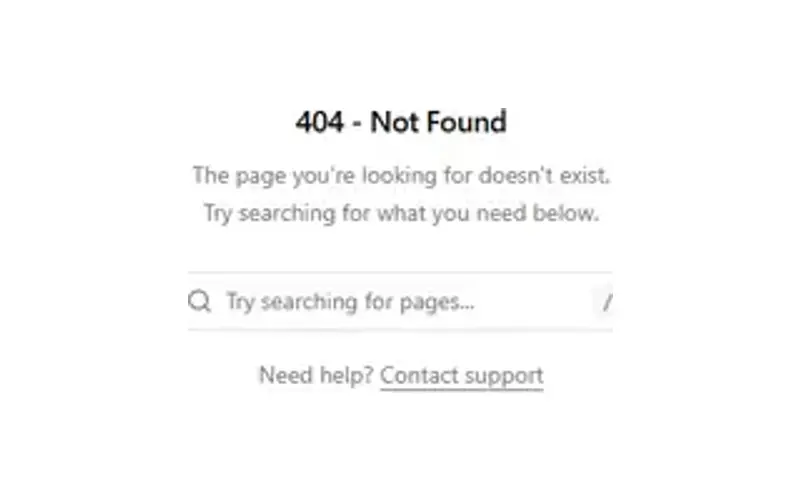 404 - Not Found
The page you're looking for doesn't exist.
Try searching for what you need below.
Try searching for pages... /
Need help? Contact support